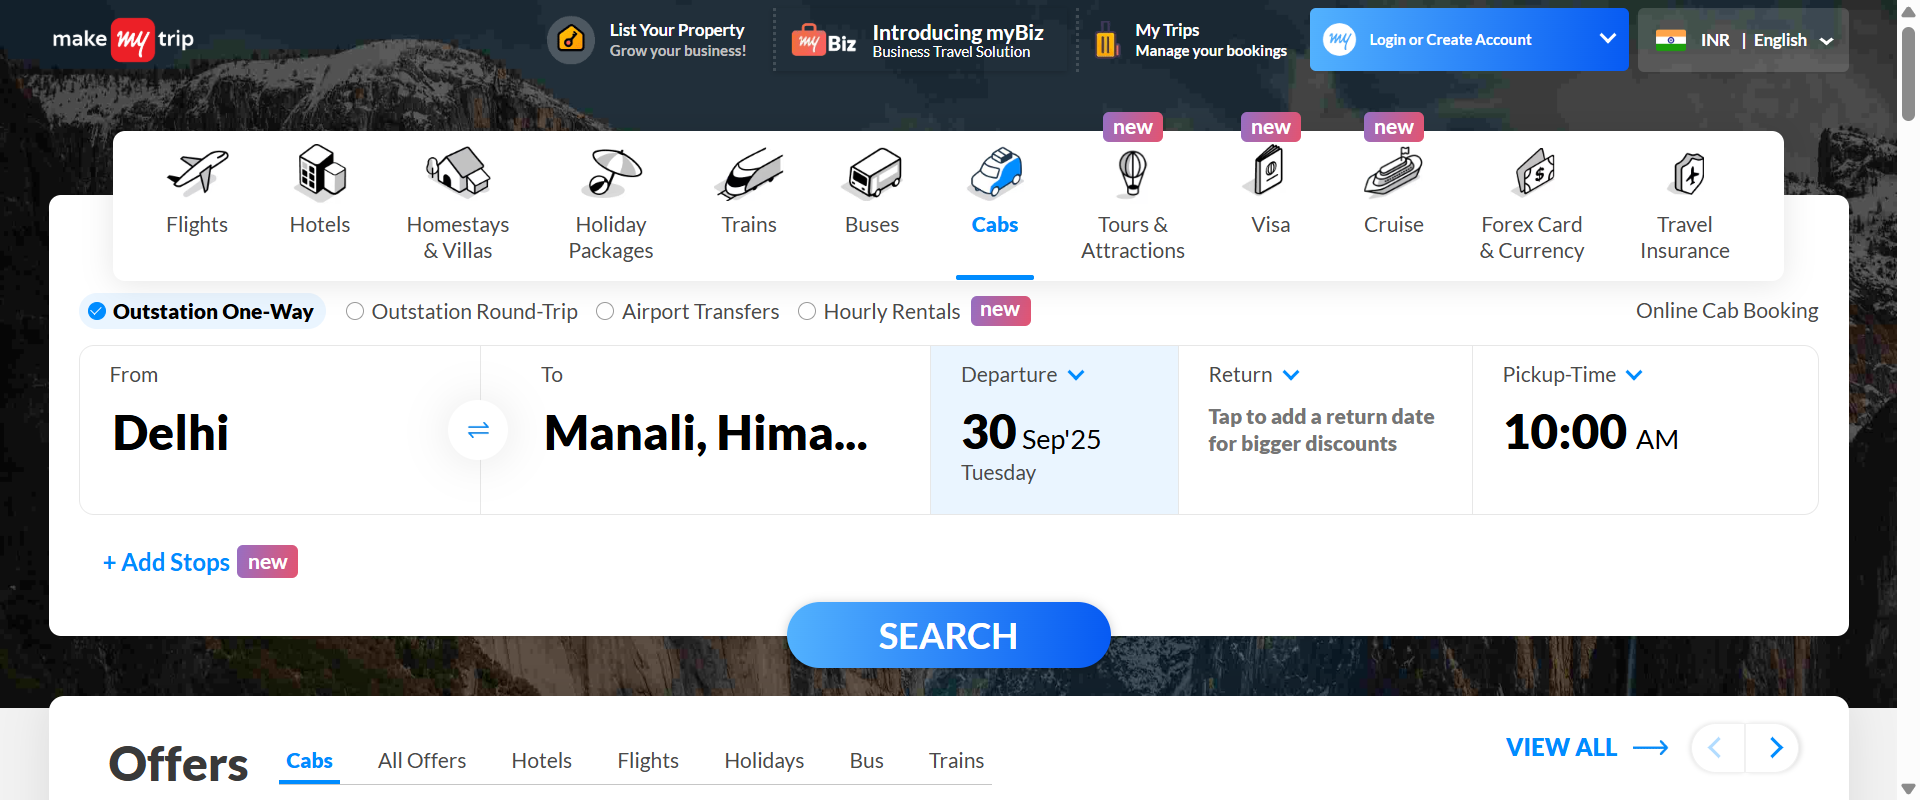 make my trip
List Your Property
Grow your business!
my Biz
Introducing myBiz
Business Travel Solution
My Trips
Manage your bookings
my
Login or Create Account
INR | English
new
new
new
Flights
Hotels
Homestays
& Villas
Holiday
Packages
Trains
Buses
Cabs
Tours &
Attractions
Visa
Cruise
Forex Card
& Currency
Travel
Insurance
Outstation One-Way
Outstation Round-Trip
Airport Transfers
Hourly Rentals
new
Online Cab Booking
From
Delhi
To
Manali, Hima...
Departure
30 Sep'25
Tuesday
Return
Tap to add a return date
for bigger discounts
Pickup-Time
10:00 AM
+ Add Stops new
SEARCH
Offers
Cabs
All Offers
Hotels
Flights
Holidays
Bus
Trains
VIEW ALL